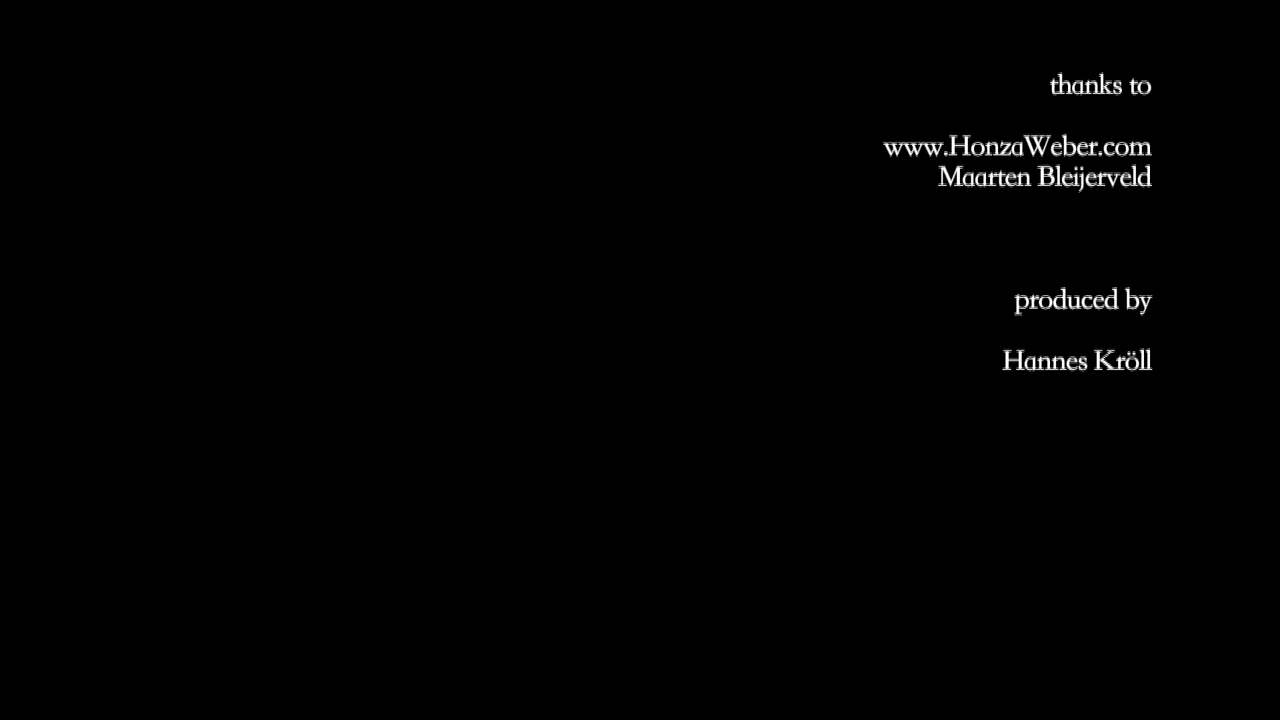 thanks to
www.HonzaWeber.com
Maarten Bleijerveld
produced by
Hannes Kröll